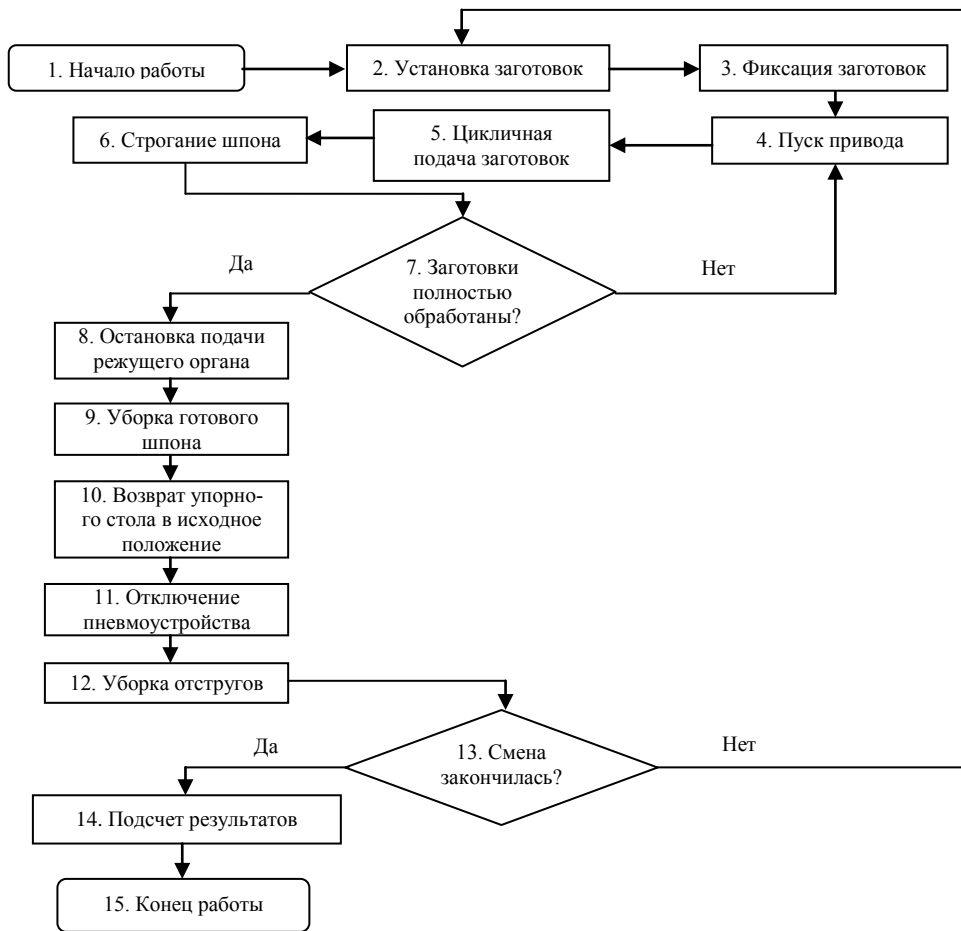 1. Начало работы
2. Установка заготовок
3. Фиксация заготовок
6. Строгание шпона
5. Цикличная
подача заготовок
4. Пуск привода
Да
7. Заготовки
полностью
обработаны?
Нет
8. Остановка подачи
режущего органа
9. Уборка готового
шпона
10. Возврат упорно-
го стола в исходное
положение
11. Отключение
пневмоустройства
12. Уборка отстругов
Да
13. Смена
закончилась?
Нет
14. Подсчет результатов
15. Конец работы